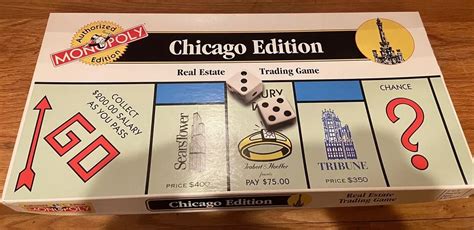 Authorized
MONOPOLY
Edition
Chicago Edition
Real Estate
Trading Game
COLLECT
$200.00 SALARY
AS YOU PASS
GO
Sears Tower
PRICE $400
PAY $75.00
TRIBUNE
PRICE $350
CHANCE
?
MONOPOLY
Chicago Edition
Real Estate
Trading Game